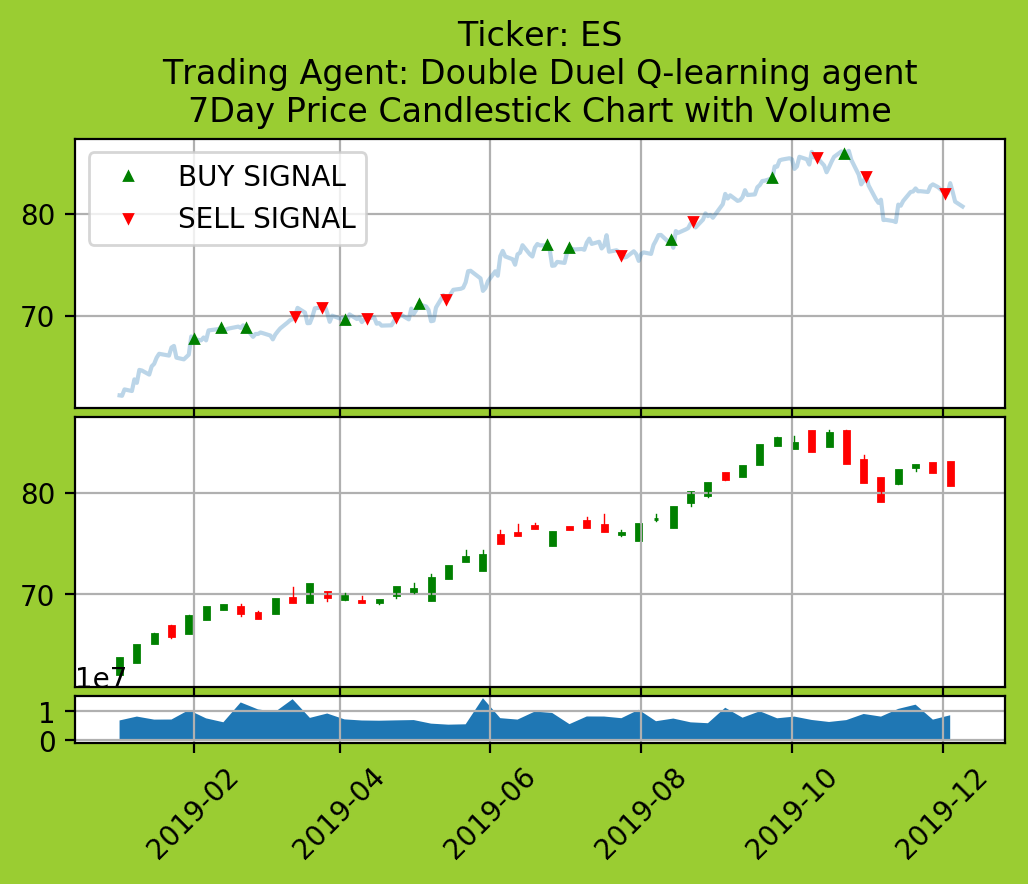 Ticker: ES
Trading Agent: Double Duel Q-learning agent
7Day Price Candlestick Chart with Volume
BUY SIGNAL
SELL SIGNAL
80
70
80
70
1e7
1
0
2019-02
2019-04
2019-06
2019-08
2019-10
2019-12